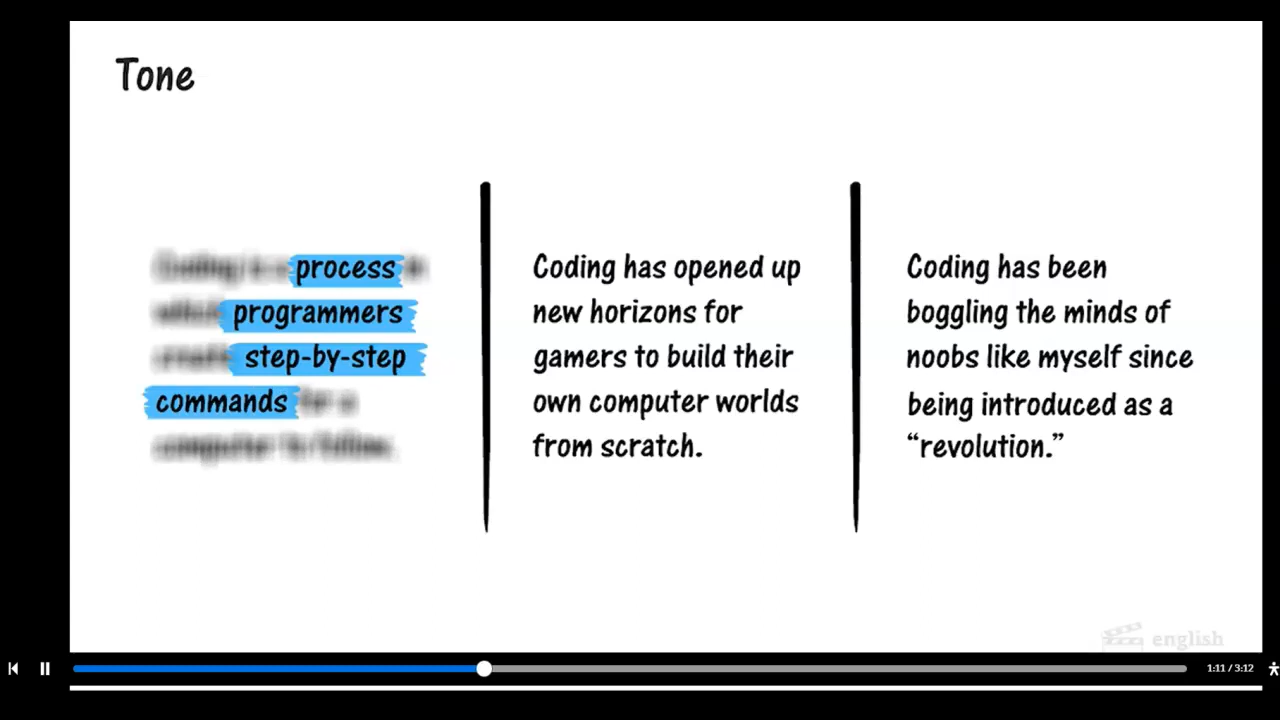 Tone
process
programmers
step-by-step
commands
Coding has opened up
new horizons for
gamers to build their
own computer worlds
from scratch.
Coding has been
boggling the minds of
noobs like myself since
being introduced as a
“revolution.”
english
1:11 / 3:12